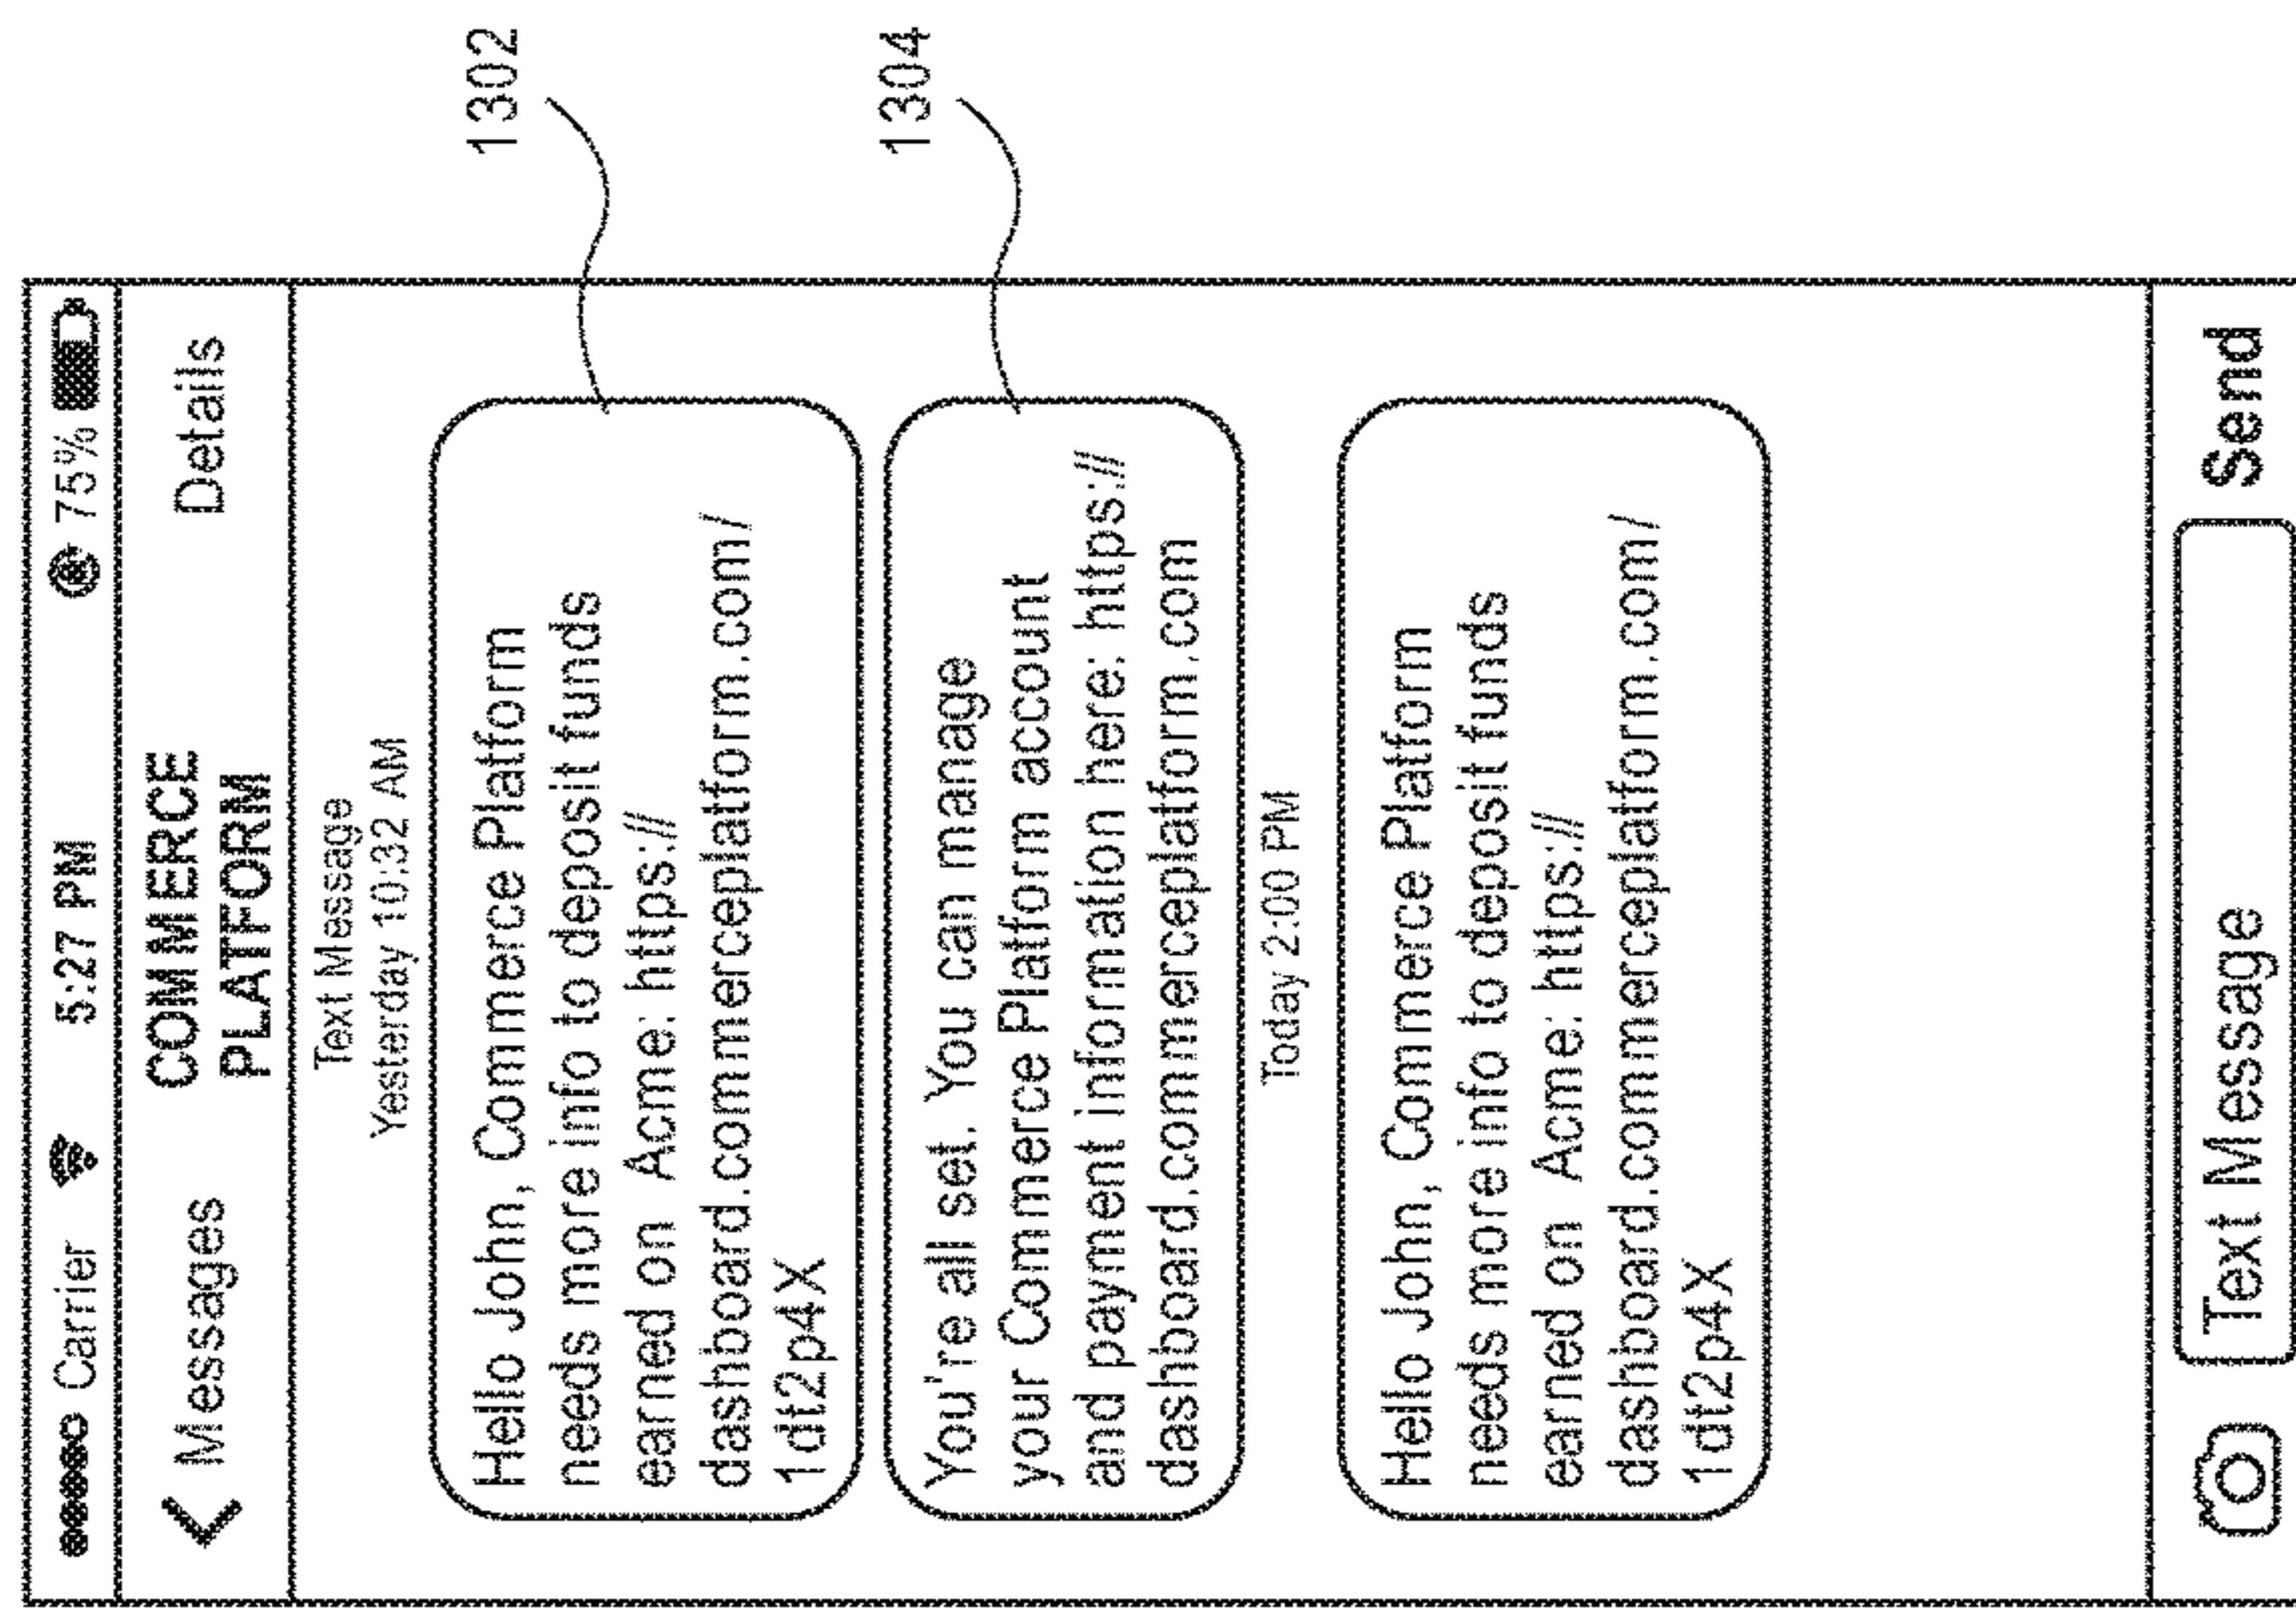 Carrier 5:27 PM @ 75%
Messages COMMERCE PLATFORM Details
Text Message
Yesterday 10:32 AM
Hello John, Commerce Platform
needs more info to deposit funds
earned on Acme: https://
dashboard.commerceplatform.com/
1dt2p4X
1302
You're all set. You can manage
your Commerce Platform account
and payment information here: https://
dashboard.commerceplatform.com
1304
Today 2:00 PM
Hello John, Commerce Platform
needs more info to deposit funds
earned on Acme: https://
dashboard.commerceplatform.com/
1dt2p4X
Text Message Send